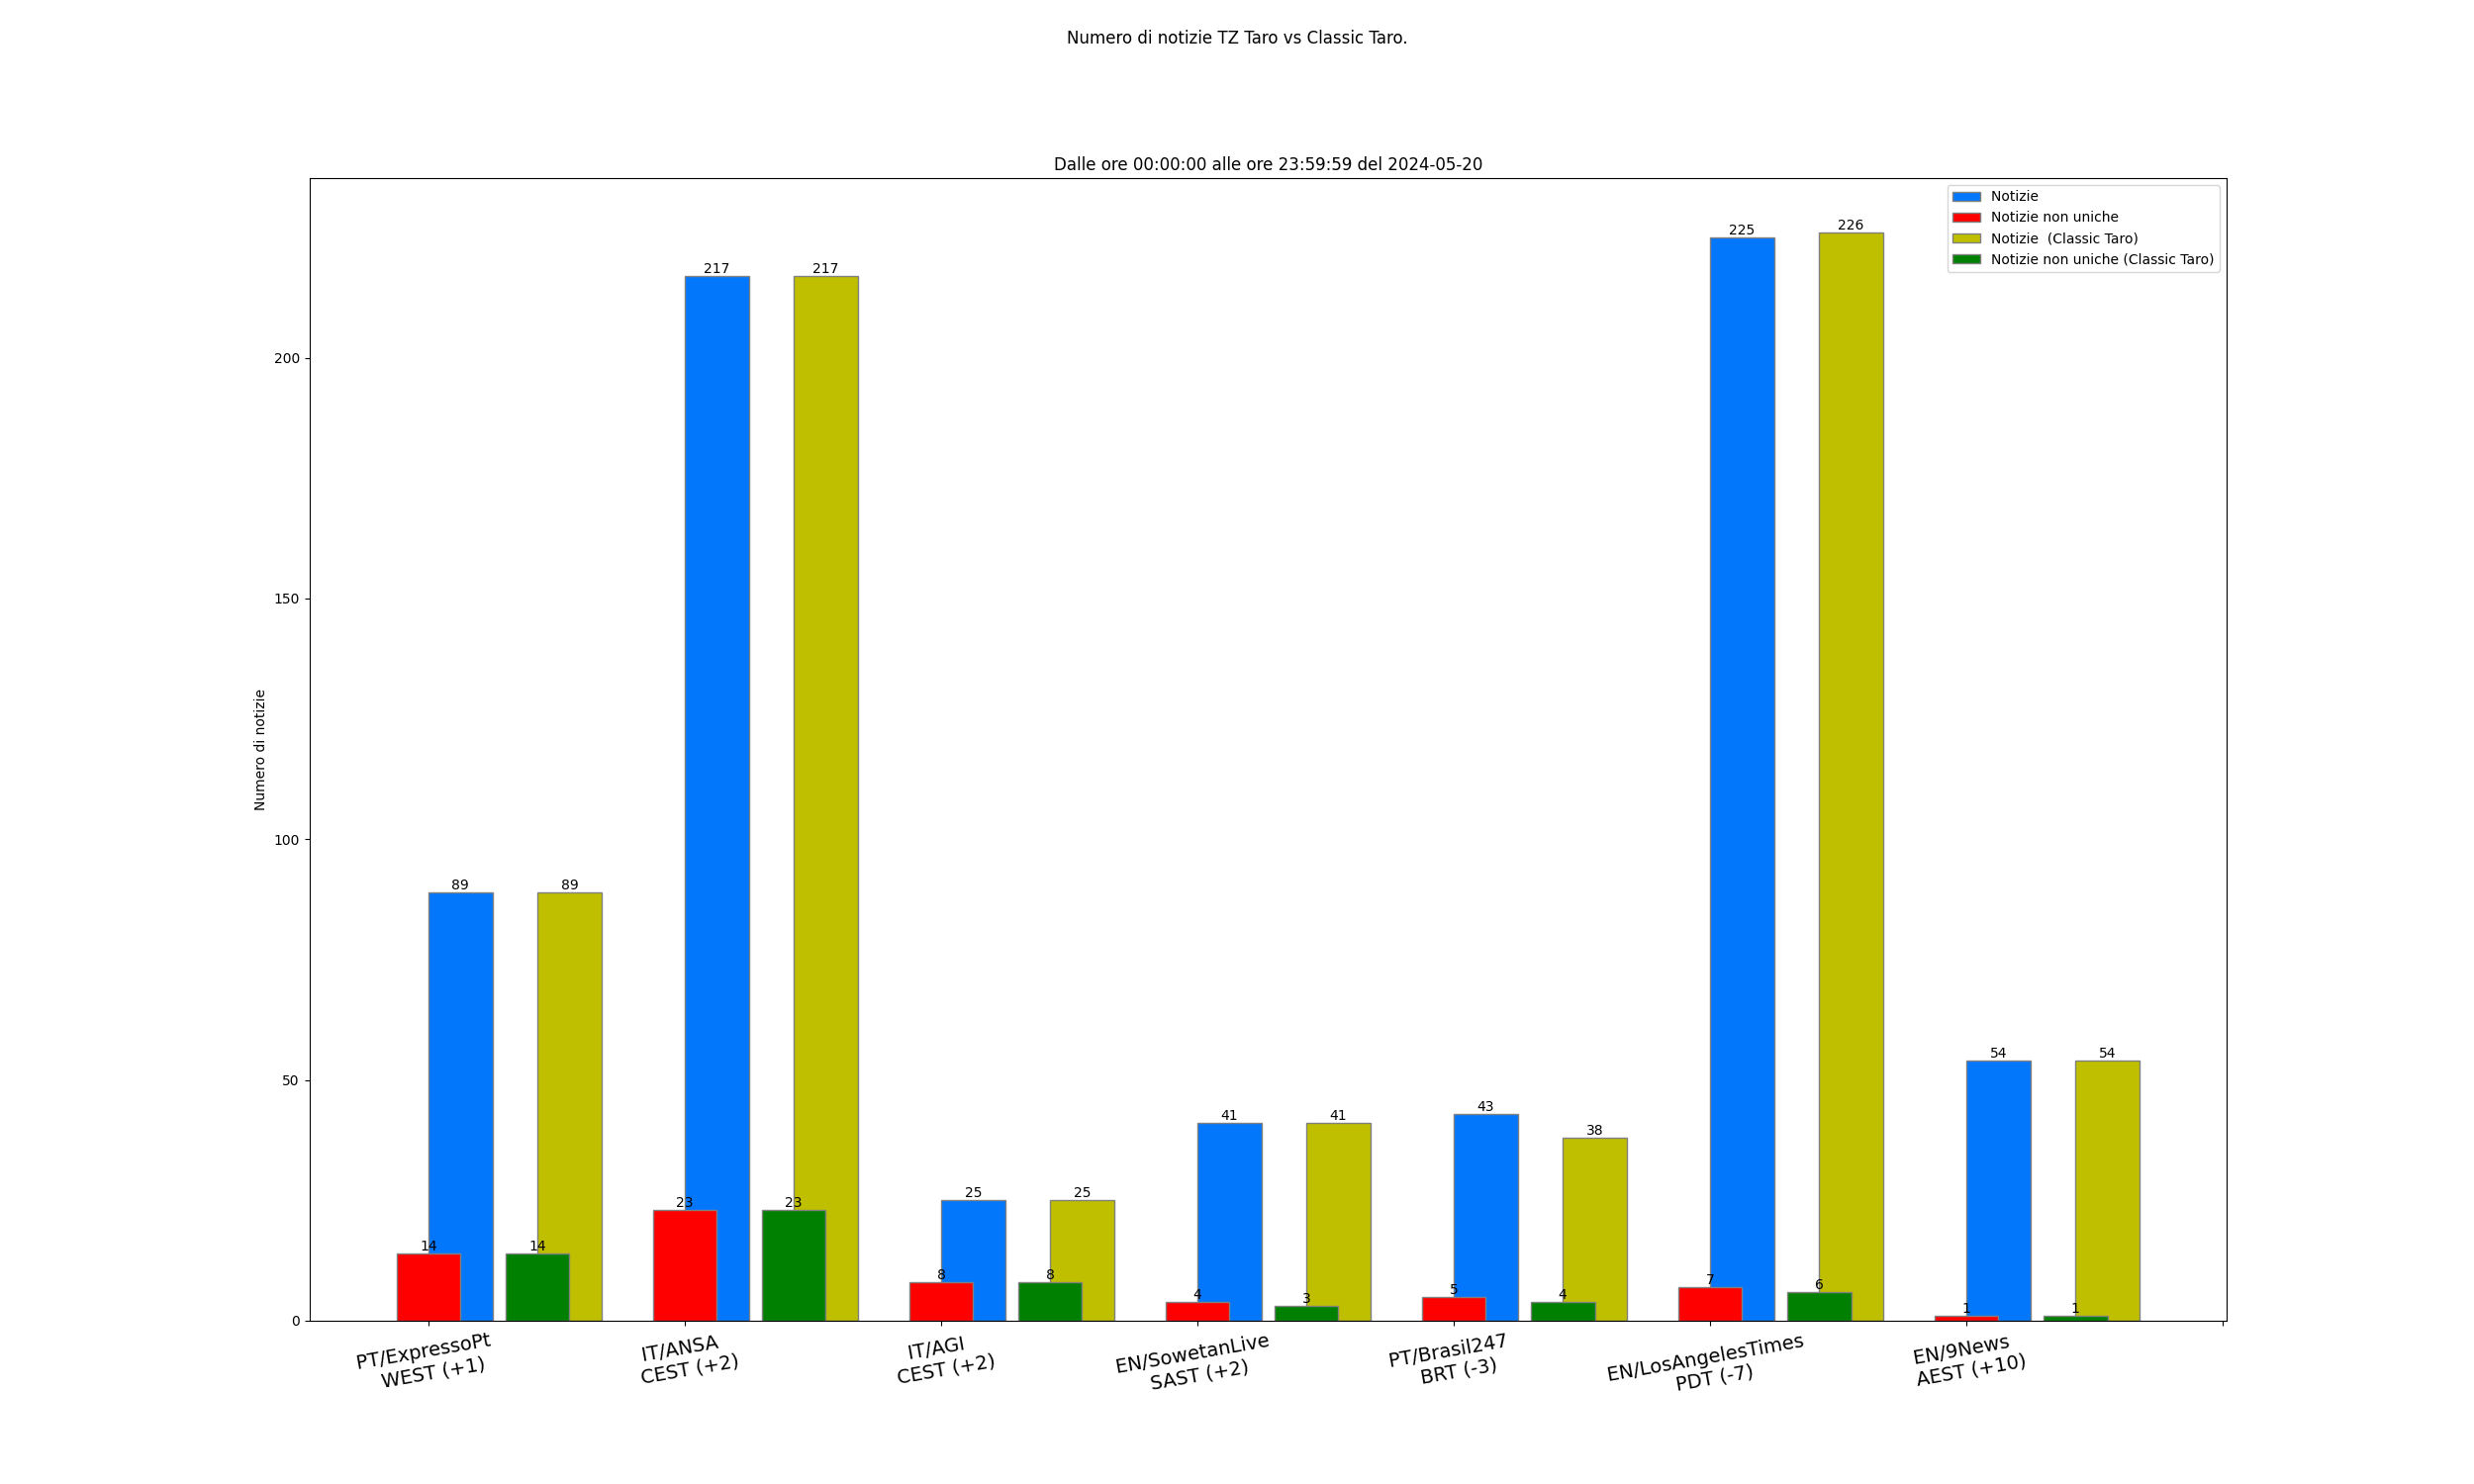 Numero di notizie TZ Taro vs Classic Taro.
Dalle ore 00:00:00 alle ore 23:59:59 del 2024-05-20
Notizie
Notizie non uniche
Notizie  (Classic Taro)
Notizie non uniche (Classic Taro)
Numero di notizie
200
150
100
50
0
89
89
14
14
217
217
23
23
25
25
8
8
41
41
4
3
43
38
5
4
225
226
7
6
54
54
1
1
PT/ExpressoPt
WEST (+1)
IT/ANSA
CEST (+2)
IT/AGI
CEST (+2)
EN/SowetanLive
SAST (+2)
PT/Brasil247
BRT (-3)
EN/LosAngelesTimes
PDT (-7)
EN/9News
AEST (+10)